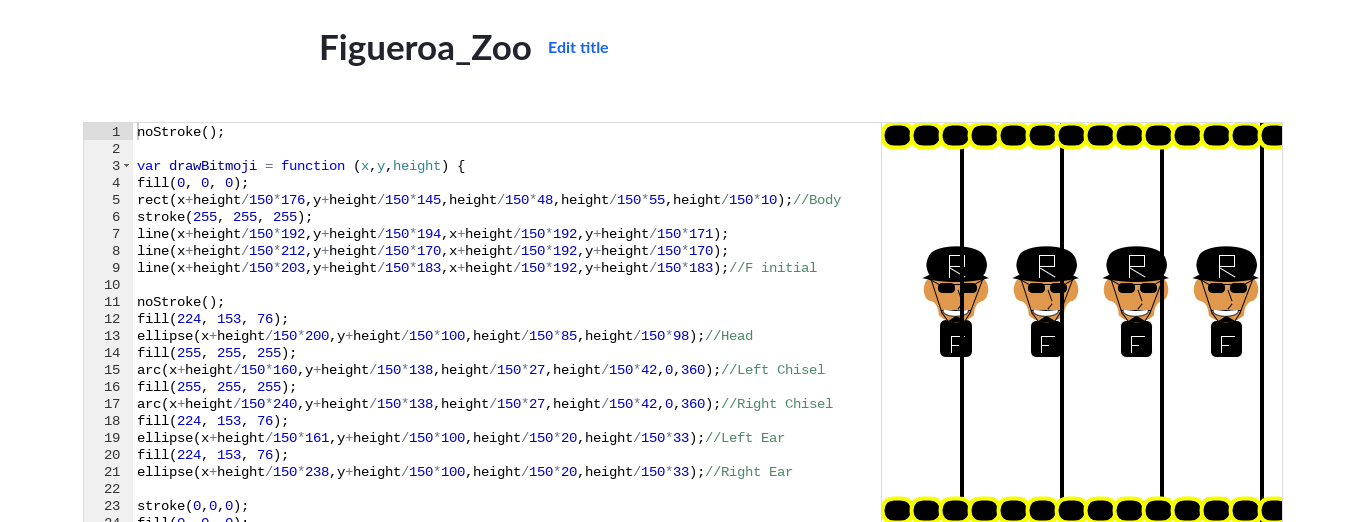 Figueroa_Zoo Edit title
1 noStroke();
2
3 var drawBitmoji = function (x,y,height) {
4 fill(0, 0, 0);
5 rect(x+height/150*176,y+height/150*145,height/150*48,height/150*55,height/150*10);//Body
6 stroke(255, 255, 255);
7 line(x+height/150*192,y+height/150*194,x+height/150*192,y+height/150*171);
8 line(x+height/150*212,y+height/150*170,x+height/150*192,y+height/150*170);
9 line(x+height/150*203,y+height/150*183,x+height/150*192,y+height/150*183);//F initial
10
11 noStroke();
12 fill(224, 153, 76);
13 ellipse(x+height/150*200,y+height/150*100,height/150*85,height/150*98);//Head
14 fill(255, 255, 255);
15 arc(x+height/150*160,y+height/150*138,height/150*27,height/150*42,0,360);//Left Chisel
16 fill(255, 255, 255);
17 arc(x+height/150*240,y+height/150*138,height/150*27,height/150*42,0,360);//Right Chisel
18 fill(224, 153, 76);
19 ellipse(x+height/150*161,y+height/150*100,height/150*20,height/150*33);//Left Ear
20 fill(224, 153, 76);
21 ellipse(x+height/150*238,y+height/150*100,height/150*20,height/150*33);//Right Ear
22
23 stroke(0,0,0);
24 fill(0, 0, 0);
R R R R
F F F F